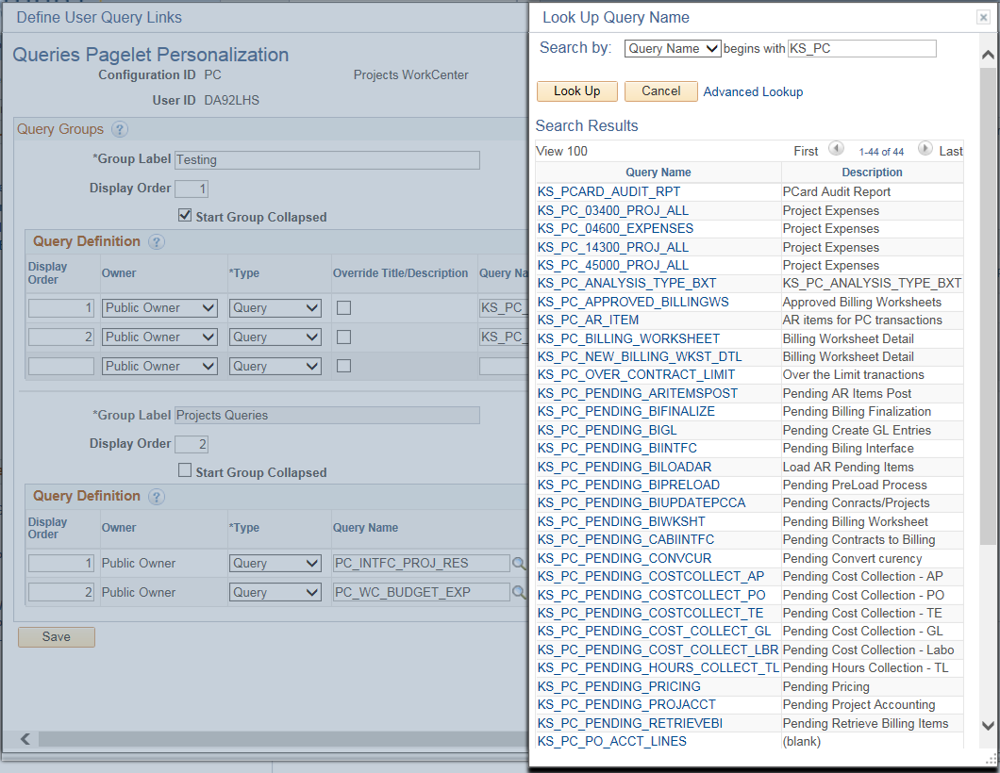 Define User Query Links
Queries Pagelet Personalization
Configuration ID PC Projects WorkCenter
User ID DA92LHS
Query Groups ?
*Group Label Testing
Display Order 1
Start Group Collapsed
Query Definition ?
Display Order Owner *Type Override Title/Description Query Na
1 Public Owner Query KS_PC_
2 Public Owner Query KS_PC_
Public Owner Query
*Group Label Projects Queries
Display Order 2
Start Group Collapsed
Query Definition ?
Display Order Owner *Type Query Name
1 Public Owner Query PC_INTFC_PROJ_RES
2 Public Owner Query PC_WC_BUDGET_EXP
Save
Look Up Query Name
Search by: Query Name begins with KS_PC
Look Up Cancel Advanced Lookup
Search Results
View 100 First 1-44 of 44 Last
Query Name Description
KS_PCARD_AUDIT_RPT PCard Audit Report
KS_PC_03400_PROJ_ALL Project Expenses
KS_PC_04600_EXPENSES Project Expenses
KS_PC_14300_PROJ_ALL Project Expenses
KS_PC_45000_PROJ_ALL Project Expenses
KS_PC_ANALYSIS_TYPE_BXT KS_PC_ANALYSIS_TYPE_BXT
KS_PC_APPROVED_BILLINGWS Approved Billing Worksheets
KS_PC_AR_ITEM AR items for PC transactions
KS_PC_BILLING_WORKSHEET Billing Worksheet Detail
KS_PC_NEW_BILLING_WKST_DTL Billing Worksheet Detail
KS_PC_OVER_CONTRACT_LIMIT Over the Limit tranactions
KS_PC_PENDING_ARITEMSPOST Pending AR Items Post
KS_PC_PENDING_BIFINALIZE Pending Billing Finalization
KS_PC_PENDING_BIGL Pending Create GL Entries
KS_PC_PENDING_BIINTFC Pending Biling Interface
KS_PC_PENDING_BILOADAR Load AR Pending Items
KS_PC_PENDING_BIPRELOAD Pending PreLoad Process
KS_PC_PENDING_BIUPDATEPCCA Pending Conracts/Projects
KS_PC_PENDING_BIWKSHT Pending Billing Worksheet
KS_PC_PENDING_CABIINTFC Pending Contracts to Billing
KS_PC_PENDING_CONVCUR Pending Convert curency
KS_PC_PENDING_COSTCOLLECT_AP Pending Cost Collection - AP
KS_PC_PENDING_COSTCOLLECT_PO Pending Cost Collection - PO
KS_PC_PENDING_COSTCOLLECT_TE Pending Cost Collection - TE
KS_PC_PENDING_COST_COLLECT_GL Pending Cost Collection - GL
KS_PC_PENDING_COST_COLLECT_LBR Pending Cost Collection - Labo
KS_PC_PENDING_HOURS_COLLECT_TL Pending Hours Collection - TL
KS_PC_PENDING_PRICING Pending Pricing
KS_PC_PENDING_PROJACCT Pending Project Accounting
KS_PC_PENDING_RETRIEVEBI Pending Retrieve Billing Items
KS_PC_PO_ACCT_LINES (blank)